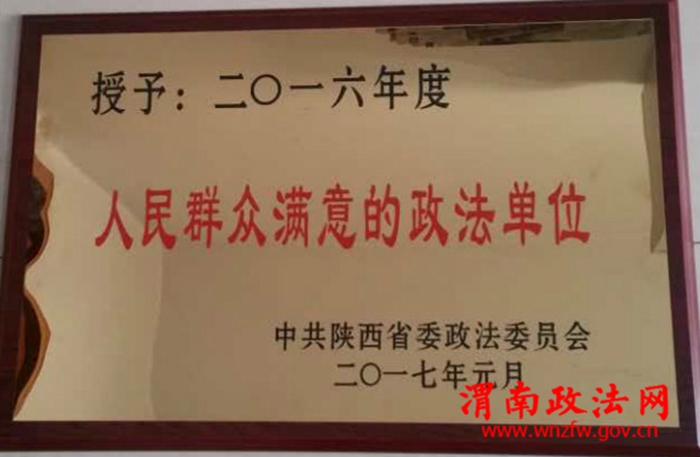 授予：二〇一六年度
人民群众满意的政法单位
中共陕西省委政法委员会
二〇一七年元月
渭南政法网
www.wnzfw.gov.cn